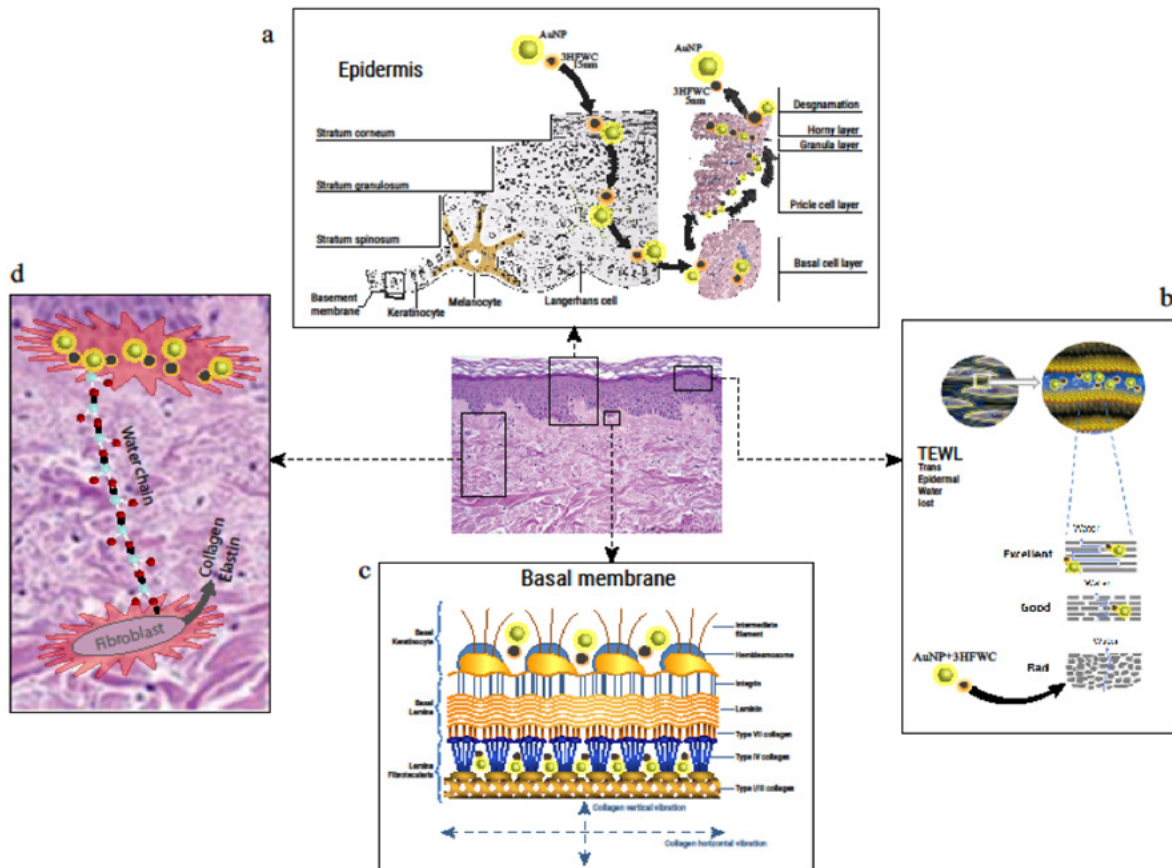 a
Epidermis
AuNP
3HFWC
15nm
Stratum corneum
Stratum granulosum
Stratum spinosum
Basement
membrane
Keratinocyte
Melanocyte
Langerhans cell
AuNP
3HFWC
5nm
Desgnamation
Horny layer
Granula layer
Pricle cell layer
Basal cell layer
d
Water chain
Collagen
Elastin
Fibroblast
b
TEWL
Trans
Epidermal
Water
lost
Water
Excellent
Water
Good
Water
Bad
AuNP+3HFWC
c
Basal membrane
Basal
Keratinocyte
Basal
Lamina
Lamina
Fibrotecularis
Intermediate
filament
Hemidesmosome
Integrin
Laminin
Type VII collagen
Type IV collagen
Type I/III collagen
Collagen vertical vibration
Collagen horizontal vibration